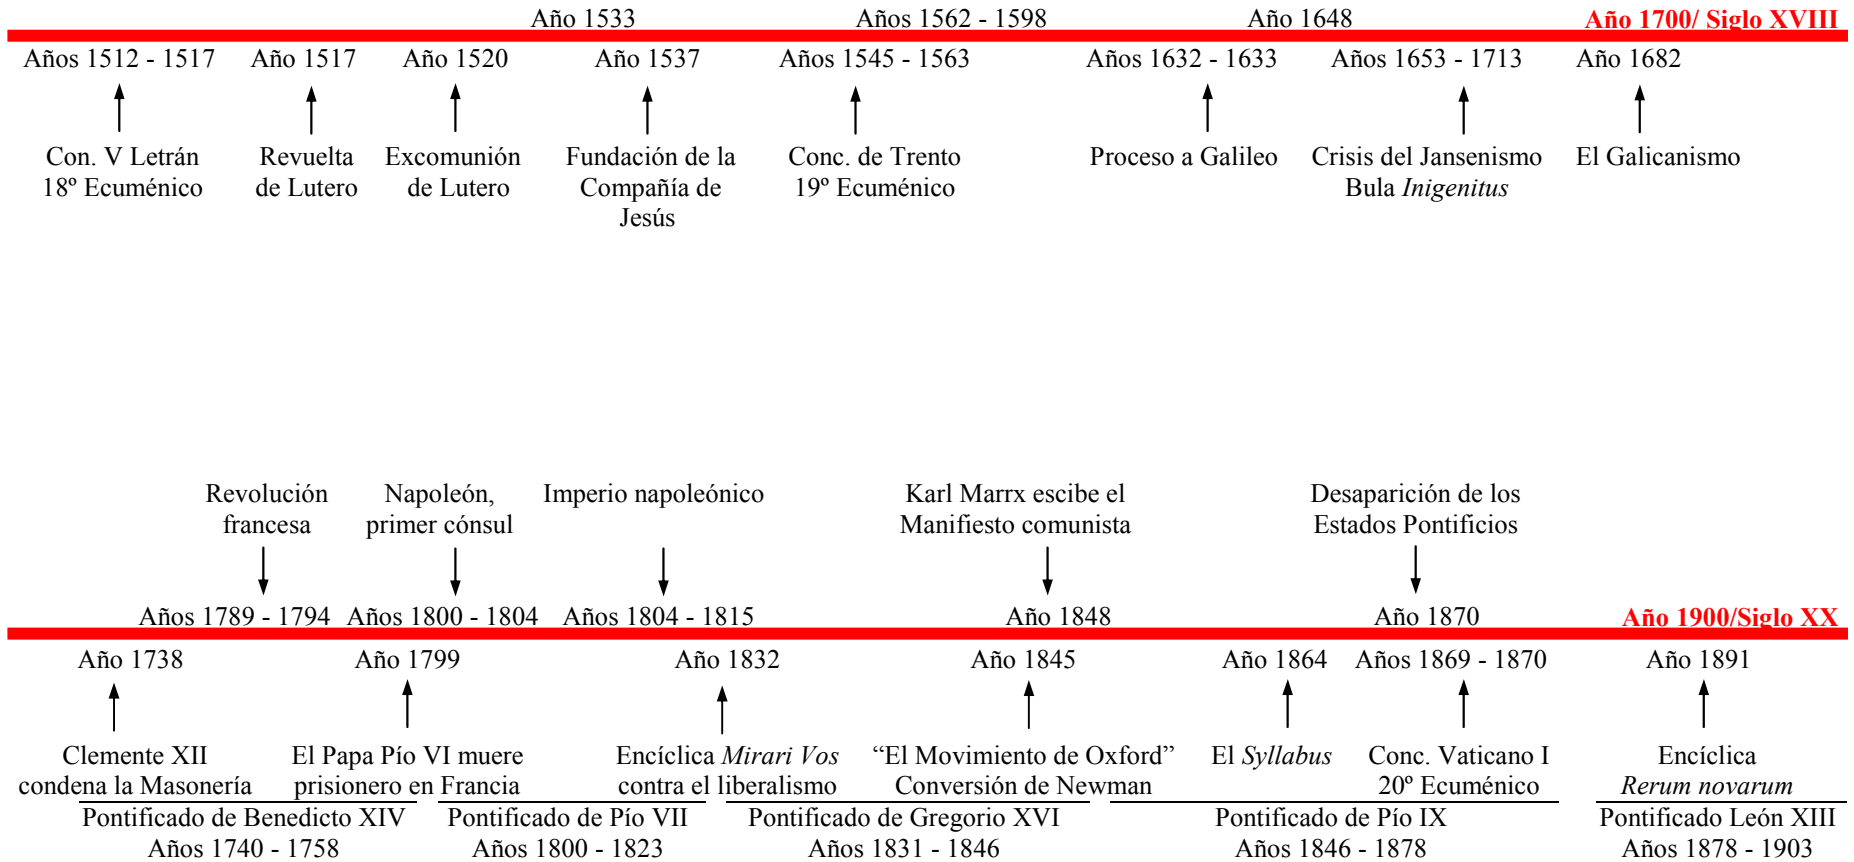 Año 1533 Años 1562 - 1598 Año 1648 Año 1700/ Siglo XVIII
Años 1512 - 1517 Año 1517 Año 1520 Año 1537 Años 1545 - 1563 Años 1632 - 1633 Años 1653 - 1713 Año 1682
Con. V Letrán Revuelta Excomunión Fundación de la Conc. de Trento Proceso a Galileo Crisis del Jansenismo El Galicanismo
18º Ecuménico de Lutero de Lutero Compañía de 19º Ecuménico Bula Inigenitus
Jesús
Revolución Napoleón, Imperio napoleónico Karl Marrx escibe el Desaparición de los
francesa primer cónsul Manifiesto comunista Estados Pontificios
Años 1789 - 1794 Años 1800 - 1804 Años 1804 - 1815 Año 1848 Año 1870 Año 1900/Siglo XX
Año 1738 Año 1799 Año 1832 Año 1845 Año 1864 Años 1869 - 1870 Año 1891
Clemente XII El Papa Pío VI muere Encíclica Mirari Vos “El Movimiento de Oxford” El Syllabus Conc. Vaticano I Encíclica
condena la Masonería prisionero en Francia contra el liberalismo Conversión de Newman 20º Ecuménico Rerum novarum
Pontificado de Benedicto XIV Pontificado de Pío VII Pontificado de Gregorio XVI Pontificado de Pío IX Pontificado León XIII
Años 1740 - 1758 Años 1800 - 1823 Años 1831 - 1846 Años 1846 - 1878 Años 1878 - 1903